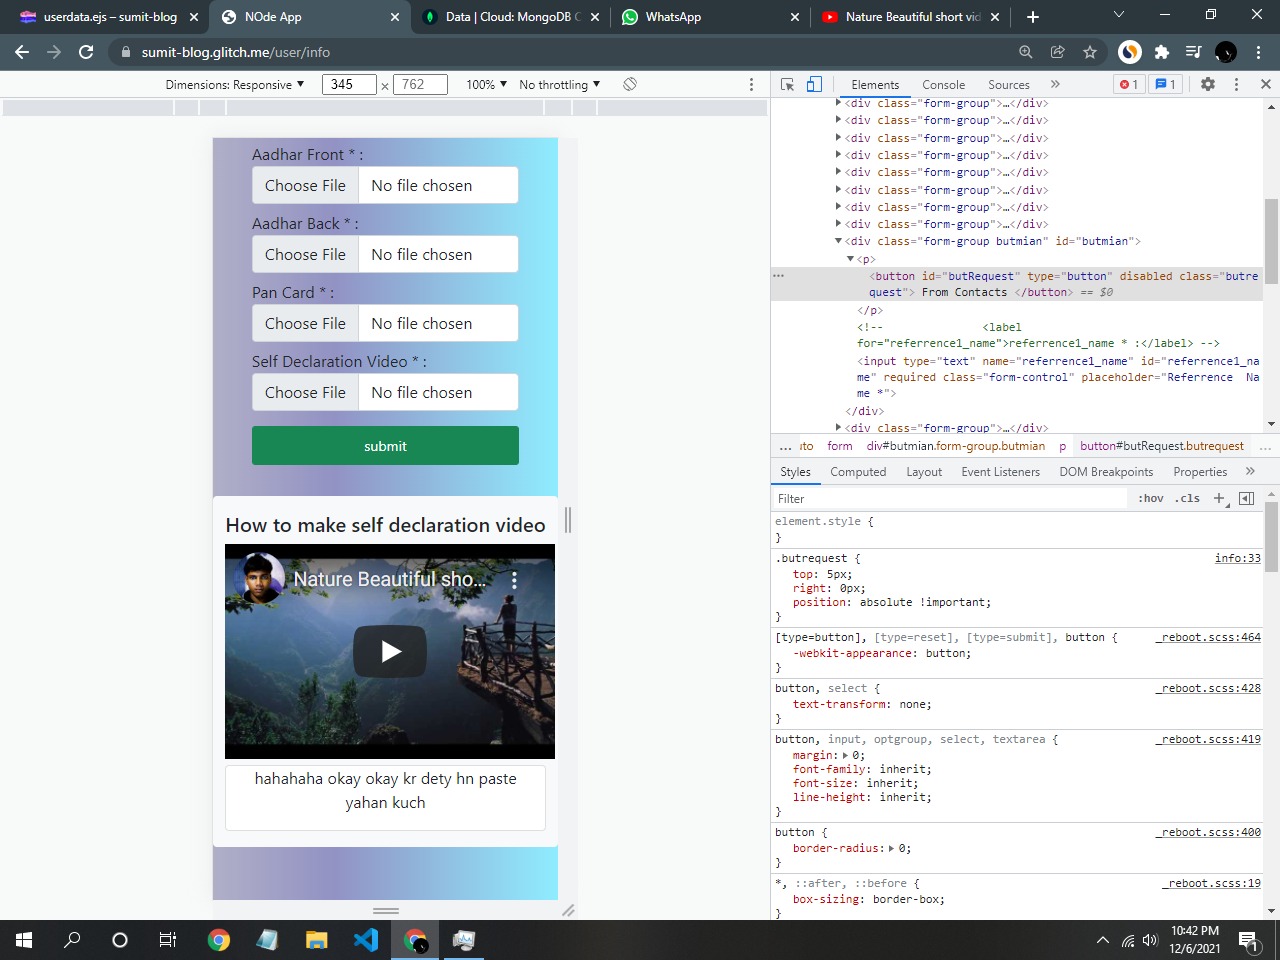 userdata.ejs – sumit-blog
NOde App
Data | Cloud: MongoDB C
WhatsApp
Nature Beautiful short vid
sumit-blog.glitch.me/user/info
Dimensions: Responsive
345
×
762
100%
No throttling
Elements
Console
Sources
1
1
Aadhar Front * :
Choose File
No file chosen
Aadhar Back * :
Choose File
No file chosen
Pan Card * :
Choose File
No file chosen
Self Declaration Video * :
Choose File
No file chosen
submit
How to make self declaration video
Nature Beautiful sho...
hahahaha okay okay kr dety hn paste
yahan kuch
<div class="form-group">…</div>
<div class="form-group">…</div>
<div class="form-group">…</div>
<div class="form-group">…</div>
<div class="form-group">…</div>
<div class="form-group">…</div>
<div class="form-group">…</div>
<div class="form-group">…</div>
<div class="form-group butmian" id="butmian">
<p>
<button id="butRequest" type="button" disabled class="butre
quest"> From Contacts </button> == $0
</p>
<!-- <label
for="referrence1_name">referrence1_name * :</label> -->
<input type="text" name="referrence1_name" id="referrence1_na
me" required class="form-control" placeholder="Referrence Na
me *">
</div>
<div class="form-group">…</div>
... uto form div#butmian.form-group.butmian p button#butRequest.butrequest ...
Styles
Computed
Layout
Event Listeners
DOM Breakpoints
Properties
Filter
:hov .cls
element.style {
}
.butrequest { info:33
top: 5px;
right: 0px;
position: absolute !important;
}
[type=button], [type=reset], [type=submit], button { _reboot.scss:464
-webkit-appearance: button;
}
button, select { _reboot.scss:428
text-transform: none;
}
button, input, optgroup, select, textarea { _reboot.scss:419
margin: 0;
font-family: inherit;
font-size: inherit;
line-height: inherit;
}
button { _reboot.scss:400
border-radius: 0;
}
*, ::after, ::before { _reboot.scss:19
box-sizing: border-box;
}
10:42 PM
12/6/2021
1